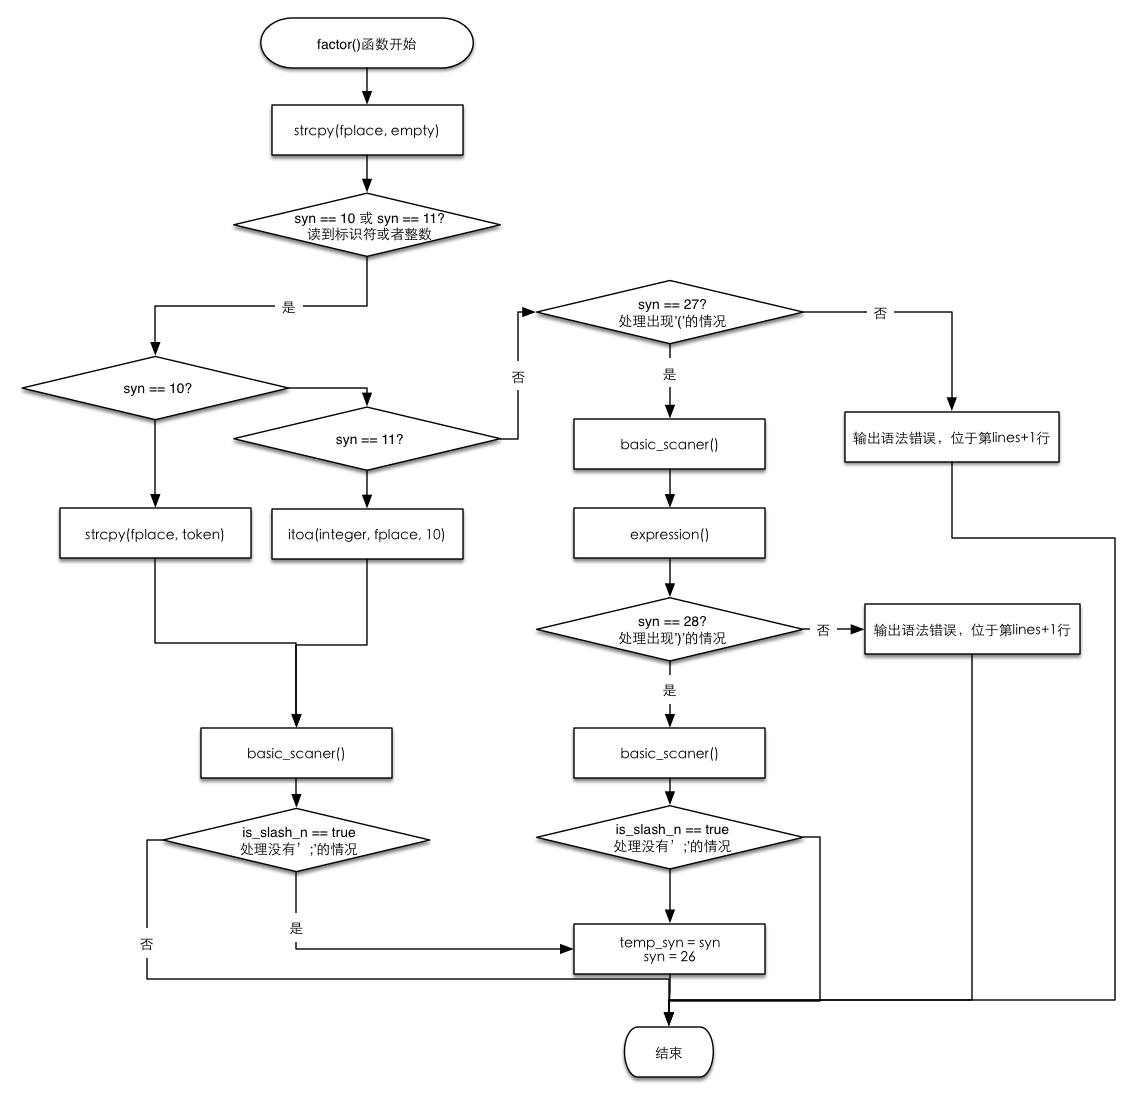 factor()函数开始
strcpy(fplace, empty)
syn == 10 或 syn == 11?
读到标识符或者整数
是
syn == 10?
syn == 11?
否
strcpy(fplace, token)
itoa(integer, fplace, 10)
basic_scaner()
is_slash_n == true
处理没有’;'的情况
是
否
syn == 27?
处理出现'('的情况
否
是
输出语法错误，位于第lines+1行
basic_scaner()
expression()
syn == 28?
处理出现')'的情况
否
输出语法错误，位于第lines+1行
是
basic_scaner()
is_slash_n == true
处理没有’;'的情况
temp_syn = syn
syn = 26
结束